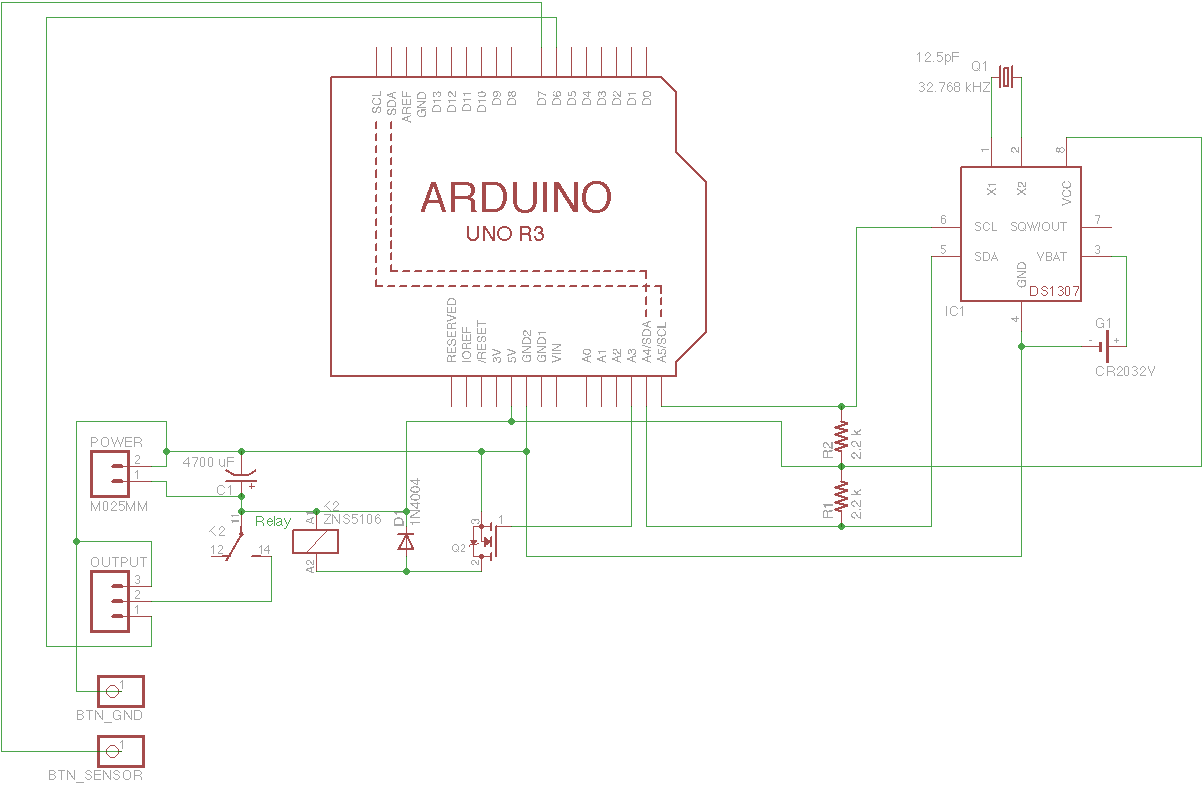 12.5pF
Q1
32.768 kHZ
SCL
SDA
AREF
GND
D13
D12
D11
D10
D9
D8
D7
D6
D5
D4
D3
D2
D1
D0
ARDUINO
UNO R3
RESERVED
IOREF
/RESET
3V
5V
GND2
GND1
VIN
A0
A1
A2
A3
A4/SDA
A5/SCL
1
2
8
X1
X2
VCC
6
SCL
SQW/OUT
7
5
SDA
VBAT
3
GND
DS1307
IC1
4
G1
-
+
CR2032V
R2
2.2 k
R1
2.2 k
POWER
2
1
M025MM
4700 uF
C1
+
11
Relay
K2
12
14
A1
K2
ZNS5106
A2
D1
1N4004
3
1
Q2
2
OUTPUT
3
2
1
1
BTN_GND
1
BTN_SENSOR